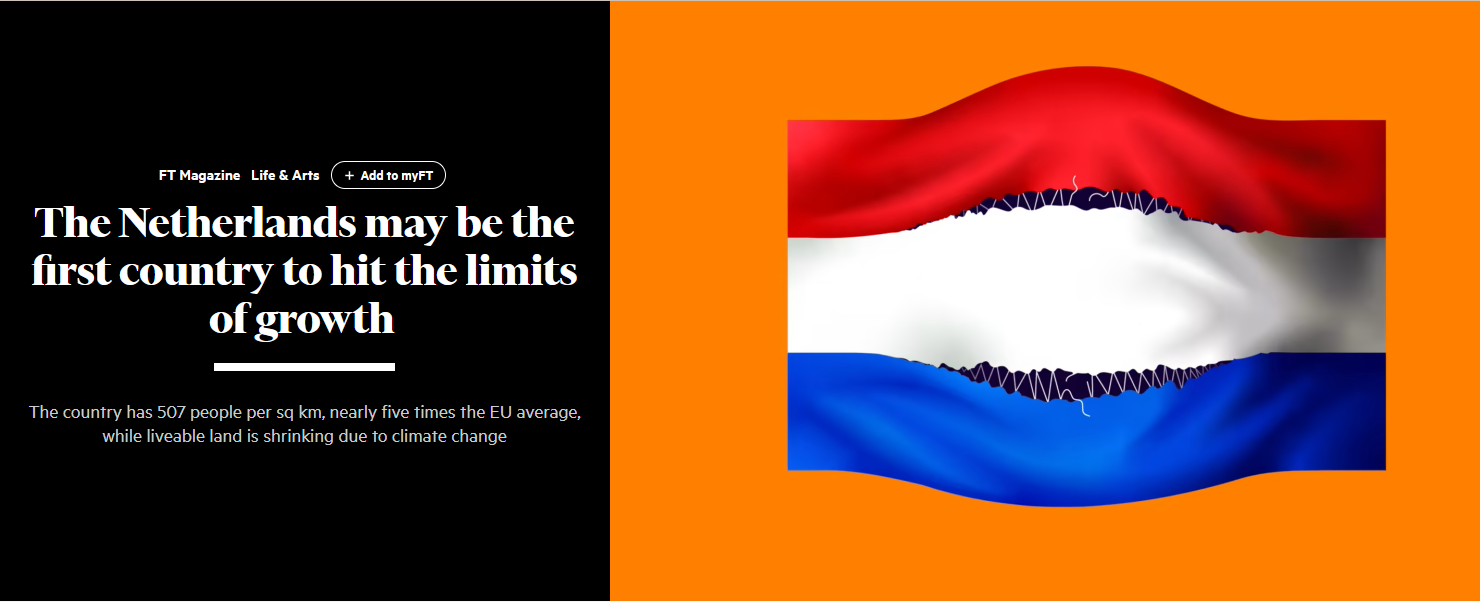 FT Magazine Life & Arts + Add to myFT
The Netherlands may be the
first country to hit the limits
of growth
The country has 507 people per sq km, nearly five times the EU average,
while liveable land is shrinking due to climate change